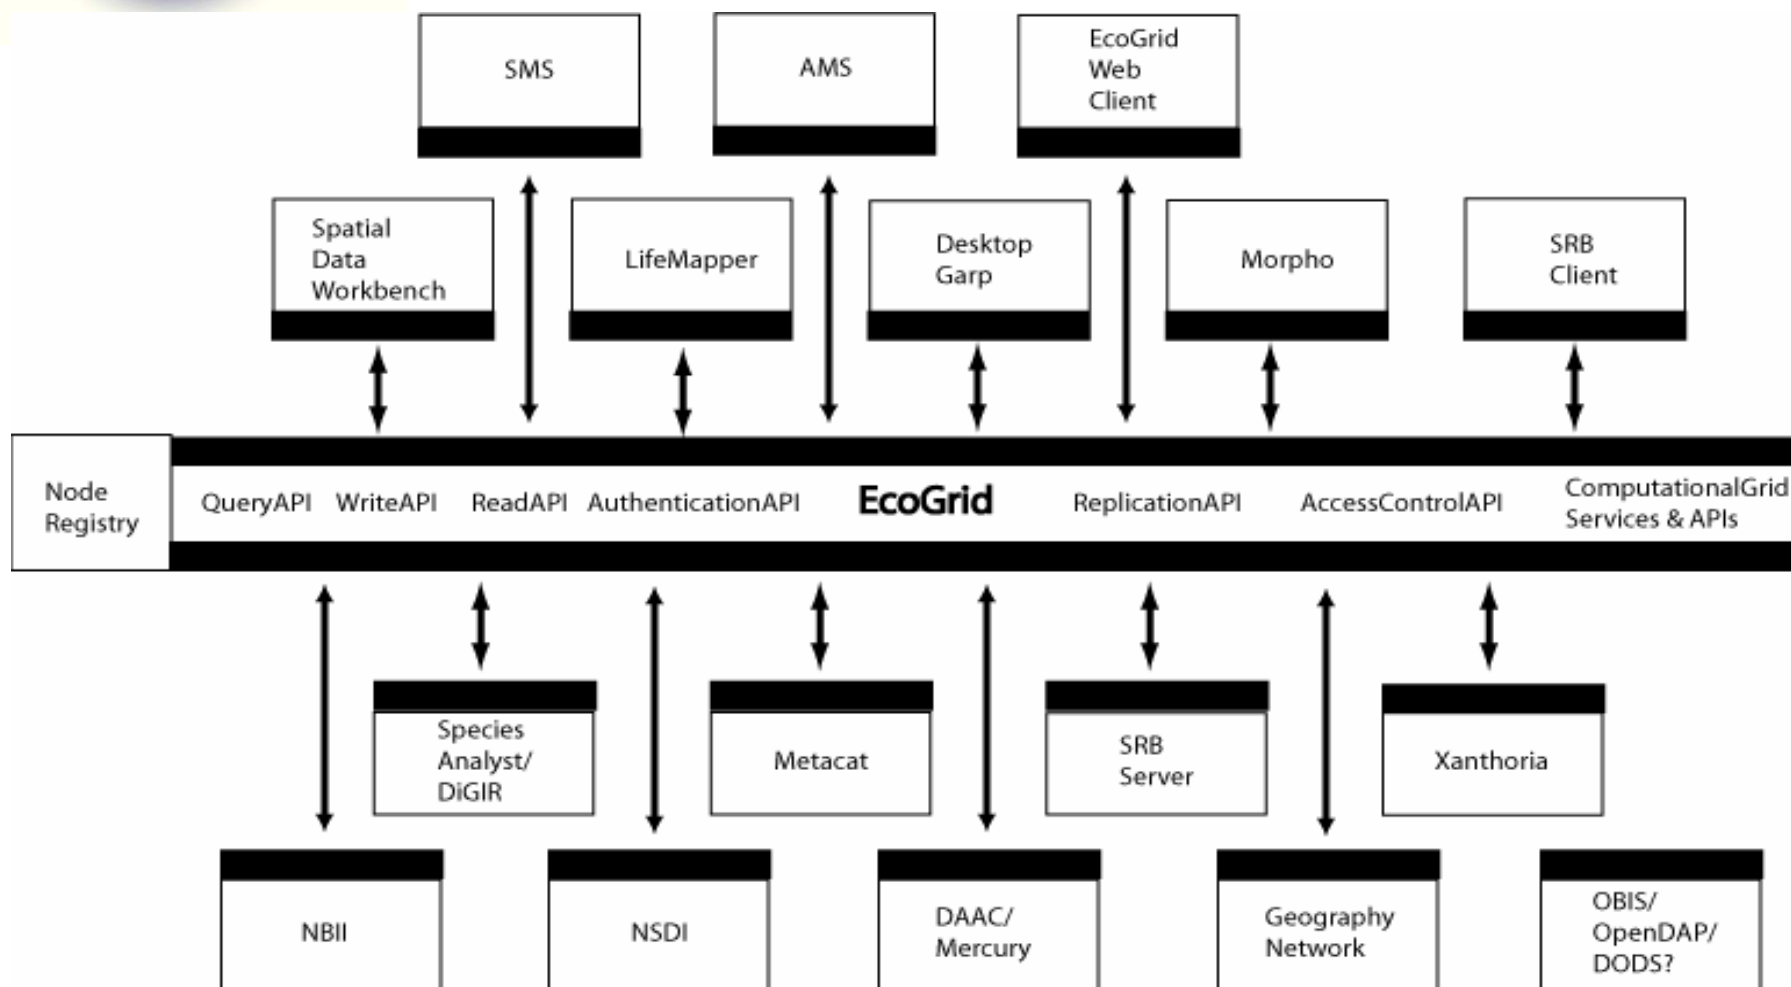 SMS
AMS
EcoGrid
Web
Client
Spatial
Data
Workbench
LifeMapper
Desktop
Garp
Morpho
SRB
Client
Node
Registry
QueryAPI
WriteAPI
ReadAPI
AuthenticationAPI
EcoGrid
ReplicationAPI
AccessControlAPI
ComputationalGrid
Services & APIs
Species
Analyst/
DiGIR
Metacat
SRB
Server
Xanthoria
NBII
NSDI
DAAC/
Mercury
Geography
Network
OBIS/
OpenDAP/
DODS?